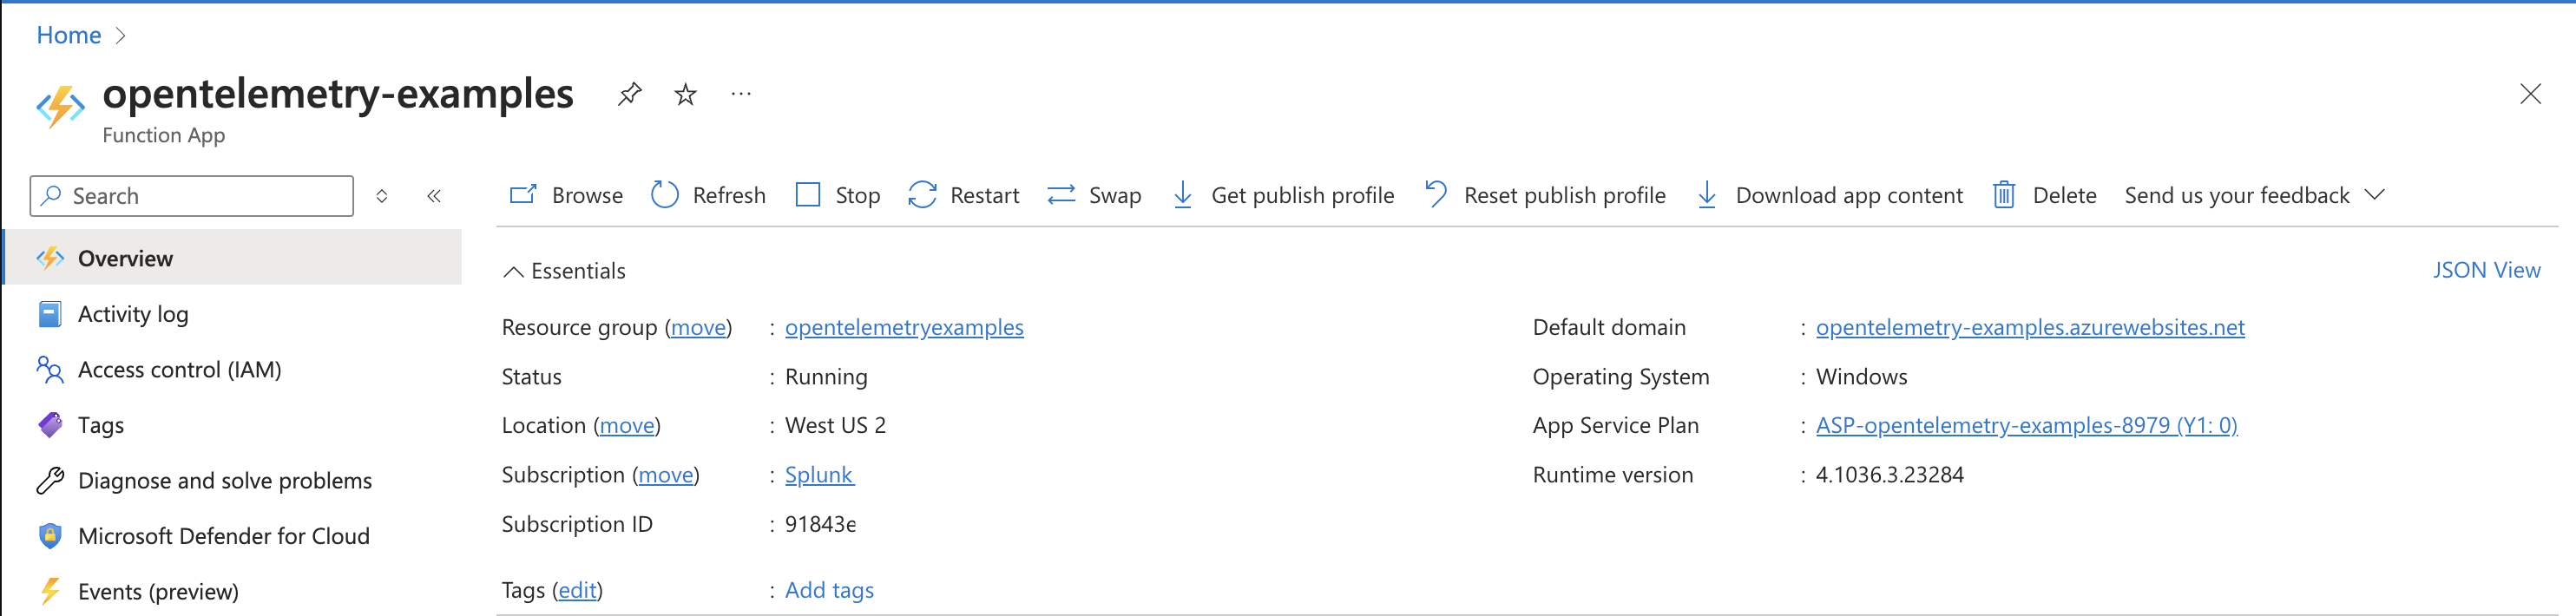 Home
opentelemetry-examples
Function App
Search
Browse Refresh Stop Restart Swap Get publish profile Reset publish profile Download app content Delete Send us your feedback
Overview
Activity log
Access control (IAM)
Tags
Diagnose and solve problems
Microsoft Defender for Cloud
Events (preview)
Essentials
JSON View
Resource group (move) : opentelemetryexamples
Status : Running
Location (move) : West US 2
Subscription (move) : Splunk
Subscription ID : 91843e
Tags (edit) : Add tags
Default domain : opentelemetry-examples.azurewebsites.net
Operating System : Windows
App Service Plan : ASP-opentelemetry-examples-8979 (Y1: 0)
Runtime version : 4.1036.3.23284